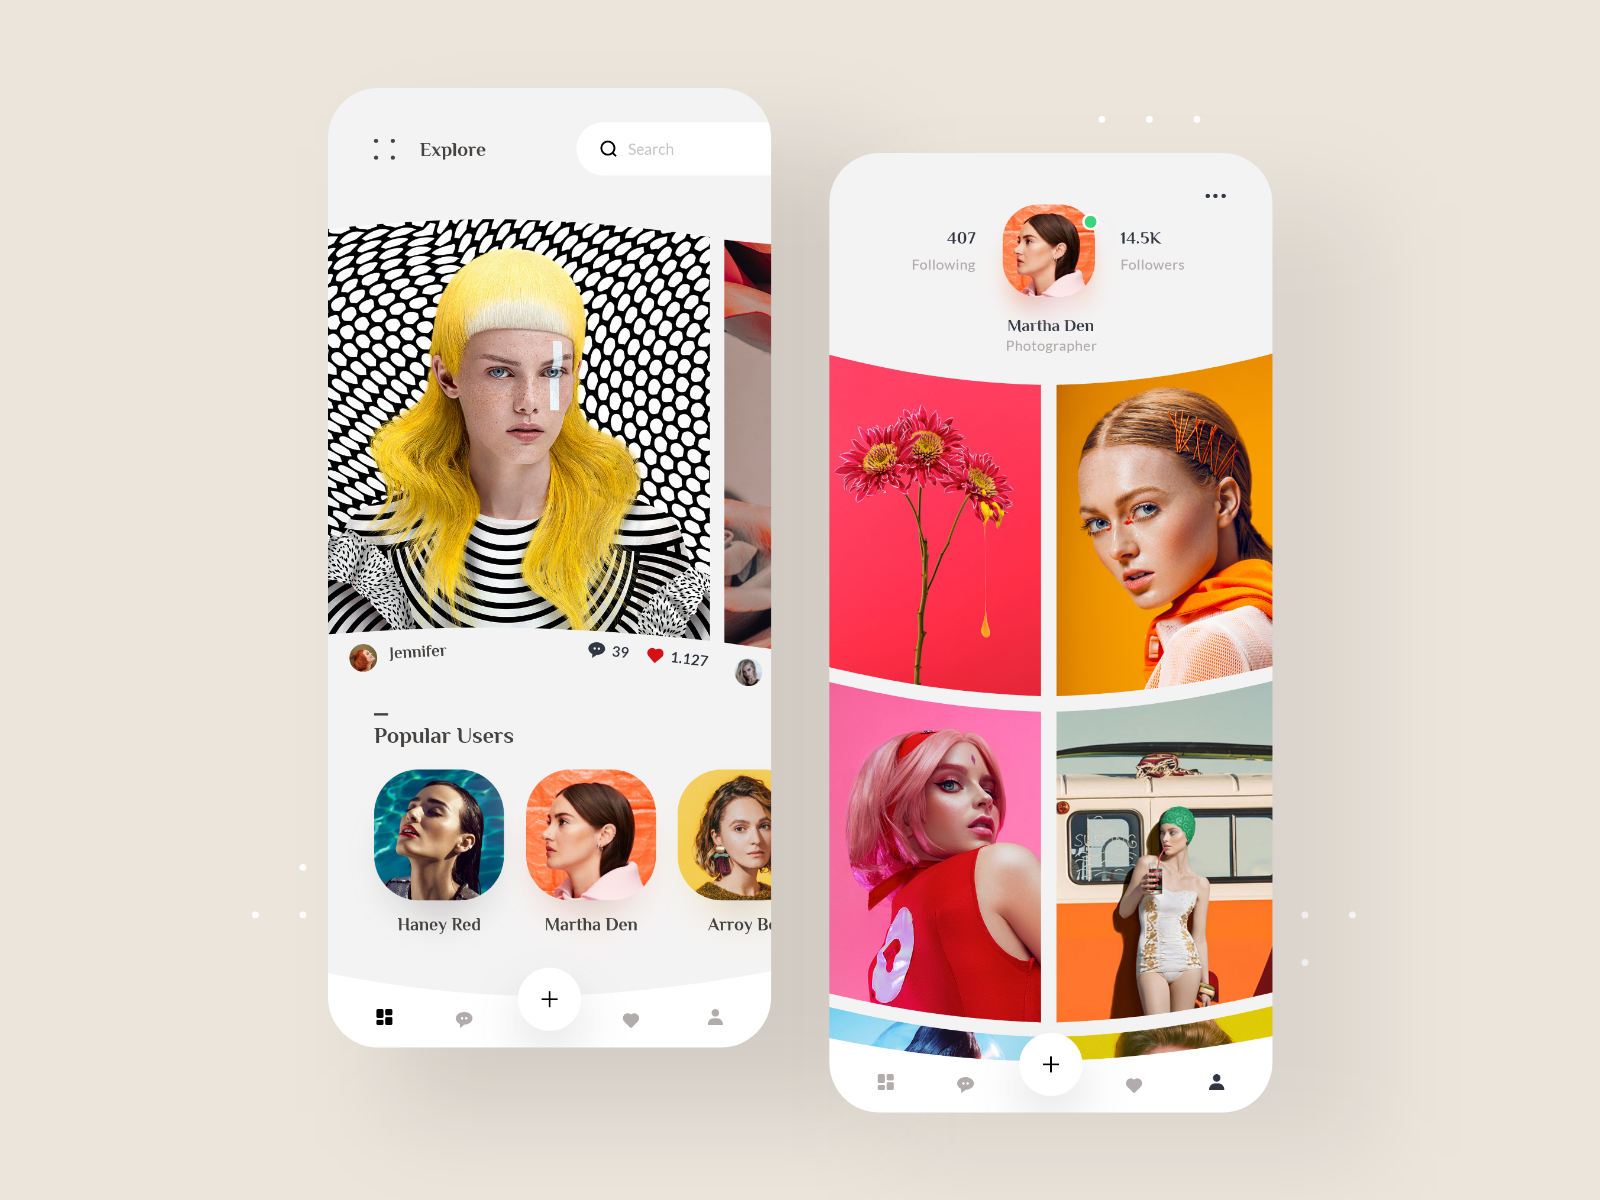 Explore
Search
Jennifer
39
1.127
Popular Users
Haney Red
Martha Den
Arroy
407
Following
14.5K
Followers
Martha Den
Photographer